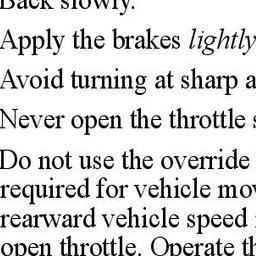 Back slowly.
Apply the brakes lightly
Avoid turning at sharp a
Never open the throttle s
Do not use the override
required for vehicle mov
rearward vehicle speed
open throttle. Operate th